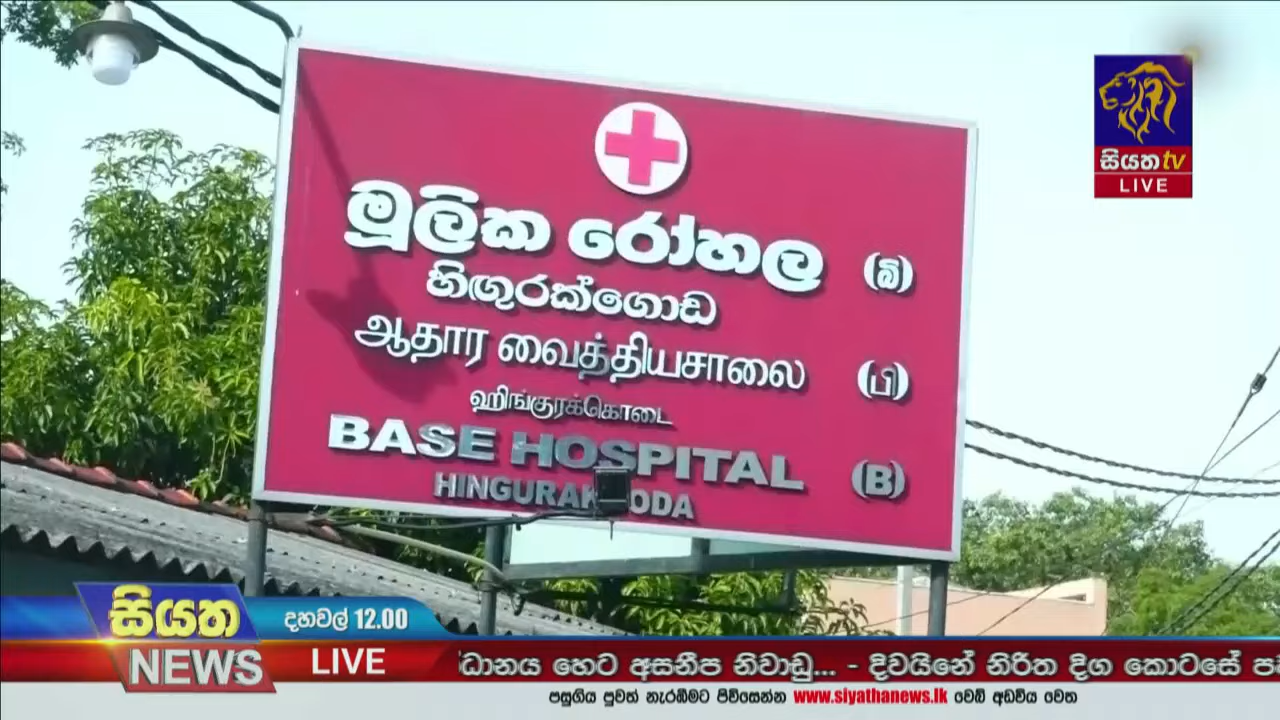 සියත tv
LIVE
මූලික රෝහල (බී)
හිඟුරක්ගොඩ
ஆதார வைத்தியசாலை (பி)
ஹிங்குரக்கொடை
BASE HOSPITAL (B)
සියත දහවල් 12.00
NEWS LIVE ධානය හෙට අසනීප නිවාඩු... - දිවයිනේ නිරිත දිග කොටසේ
පසුගිය පුවත් නැරඹීමට පිවිසෙන්න www.siyathanews.lk වෙබ් අඩවිය වෙත